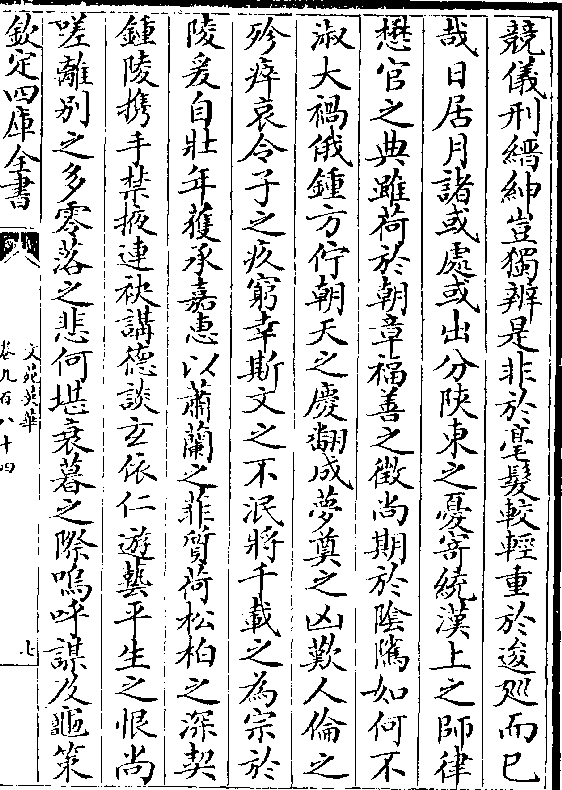 競儀刑縉紳豈獨辨是非於毫髮較輕重於逡廵而已
哉日居月諸或處或出分陜東之憂寄統漢上之師律
懋官之典雖荷於朝章福善之徵尚期於陰隲如何不
淑大禍俄鍾方佇朝天之慶翻成夢奠之凶歎人倫之
殄瘁哀令子之疚窮幸斯文之不泯將千載之為宗於
陵爰自壯年獲承嘉惠以蕭蘭之菲質荷松柏之深契
鍾陵携手禁掖連袂講德談玄依仁遊藝平生之恨尚
嗟離别之多零落之悲何堪衰暮之際嗚呼謀及龜筞
欽定四庫全書
文苑英華
卷九百八十四
七